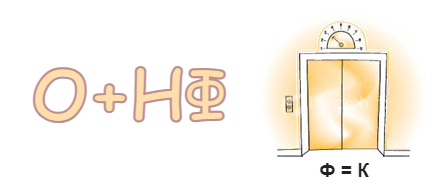 О+НФ
Ф = К